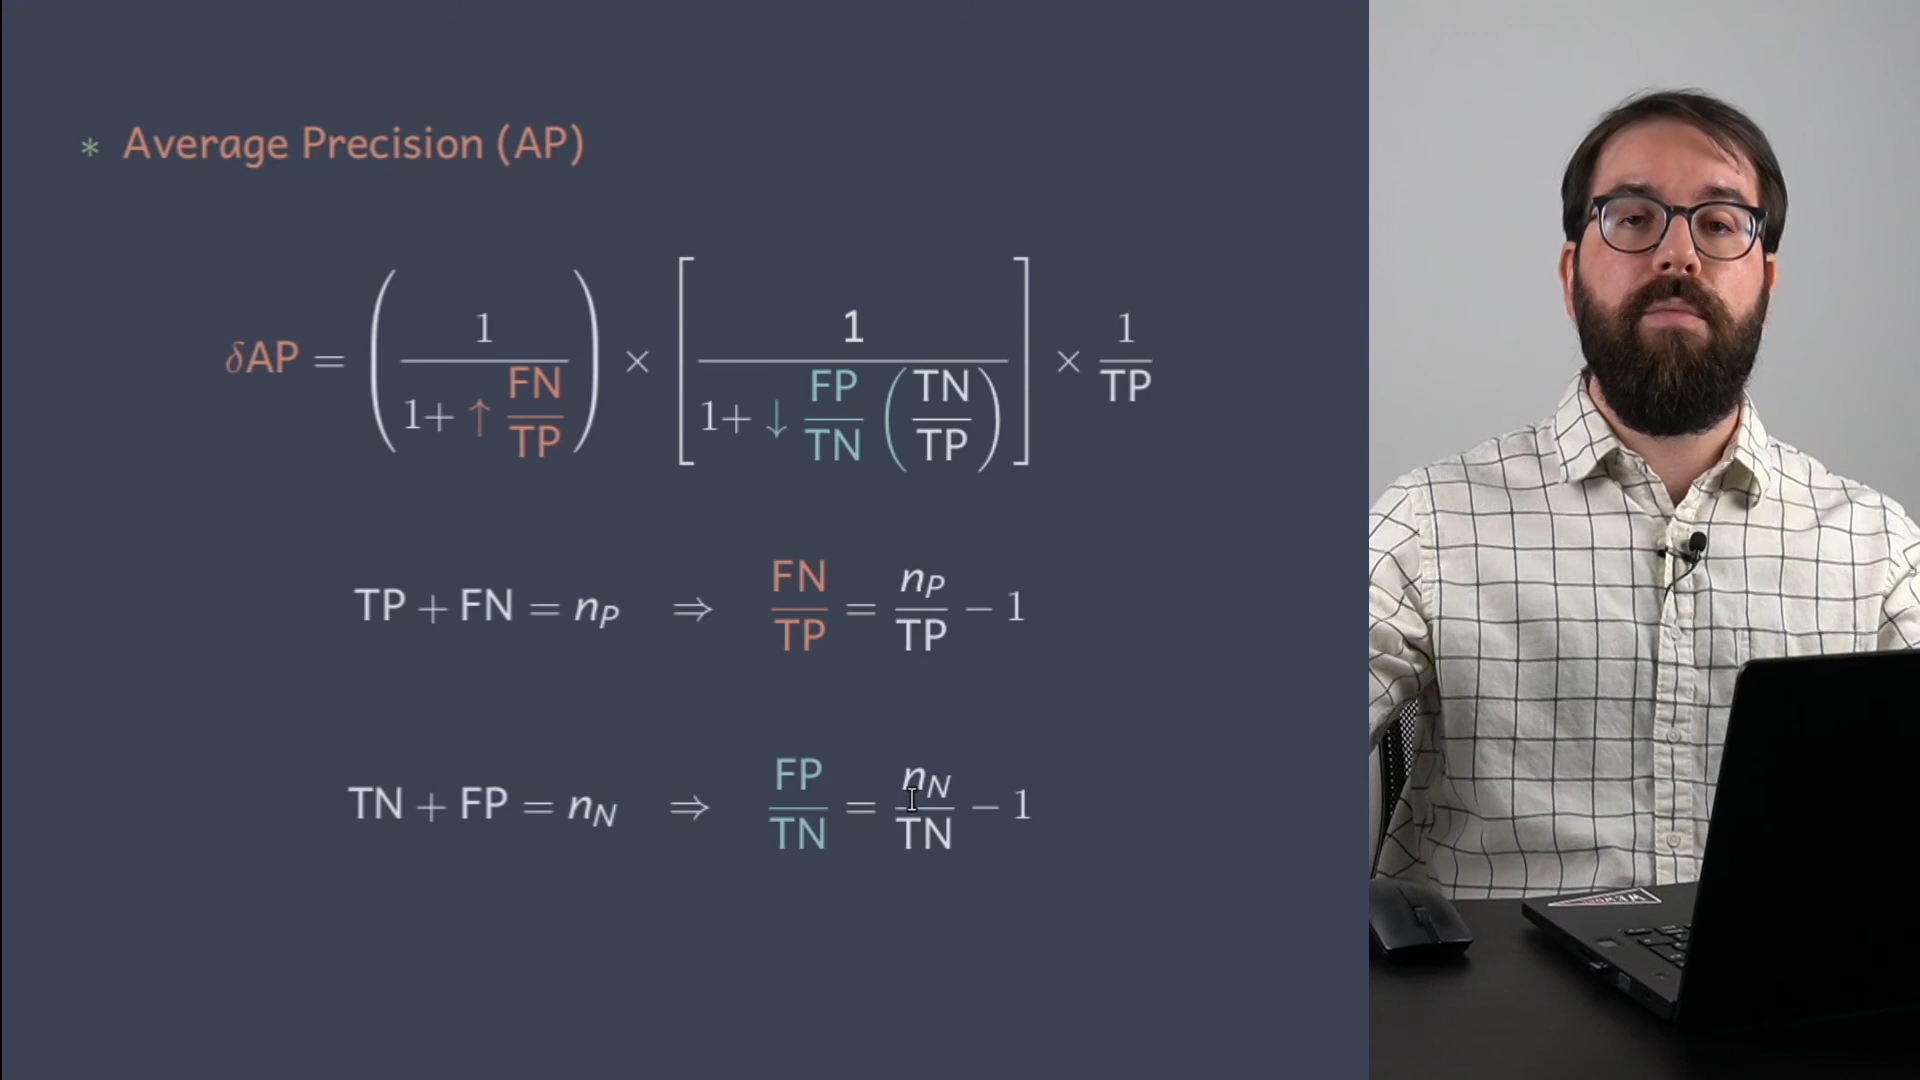 * Average Precision (AP)
δAP = ( 1 / (1+ ↑ FN/TP) ) × [ 1 / (1+ ↓ FP/TN (TN/TP)) ] × 1/TP
TP + FN = n_P ⇒ FN/TP = n_P/TP − 1
TN + FP = n_N ⇒ FP/TN = n_N/TN − 1